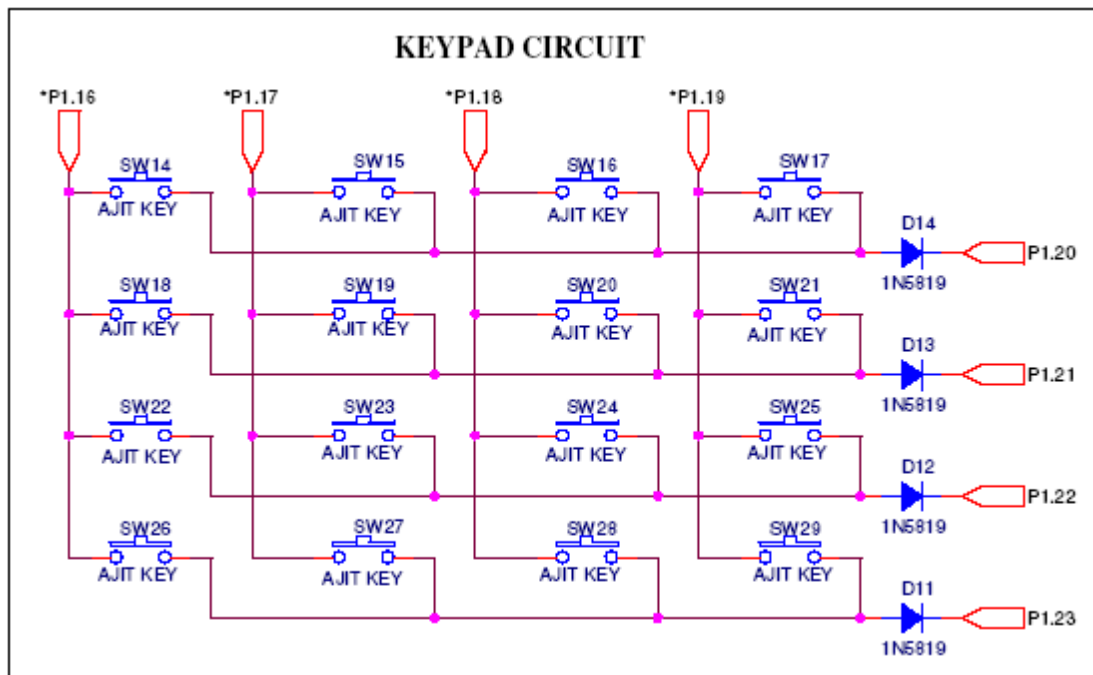 KEYPAD CIRCUIT
*P1.16 *P1.17 *P1.18 *P1.19
SW14 SW15 SW16 SW17
AJIT KEY AJIT KEY AJIT KEY AJIT KEY
D14
P1.20
1N5819
SW18 SW19 SW20 SW21
AJIT KEY AJIT KEY AJIT KEY AJIT KEY
D13
P1.21
1N5819
SW22 SW23 SW24 SW25
AJIT KEY AJIT KEY AJIT KEY AJIT KEY
D12
P1.22
1N5819
SW26 SW27 SW28 SW29
AJIT KEY AJIT KEY AJIT KEY AJIT KEY
D11
P1.23
1N5819